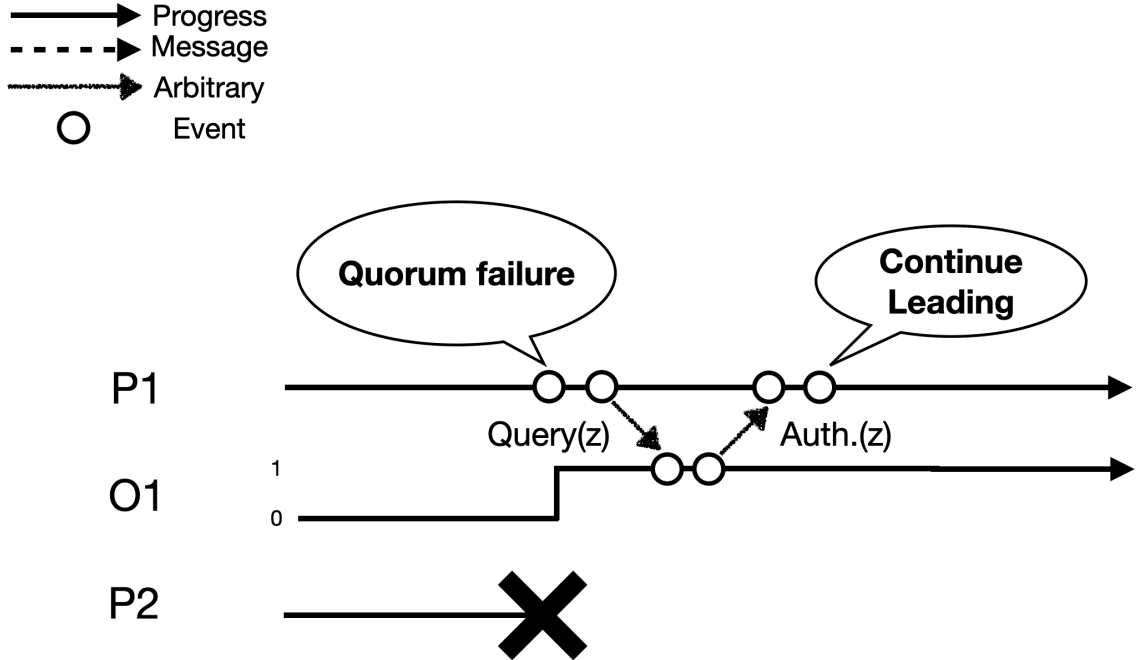 Progress
Message
Arbitrary
Event
Quorum failure
Continue
Leading
P1
Query(z)
Auth.(z)
1
O1
0
P2